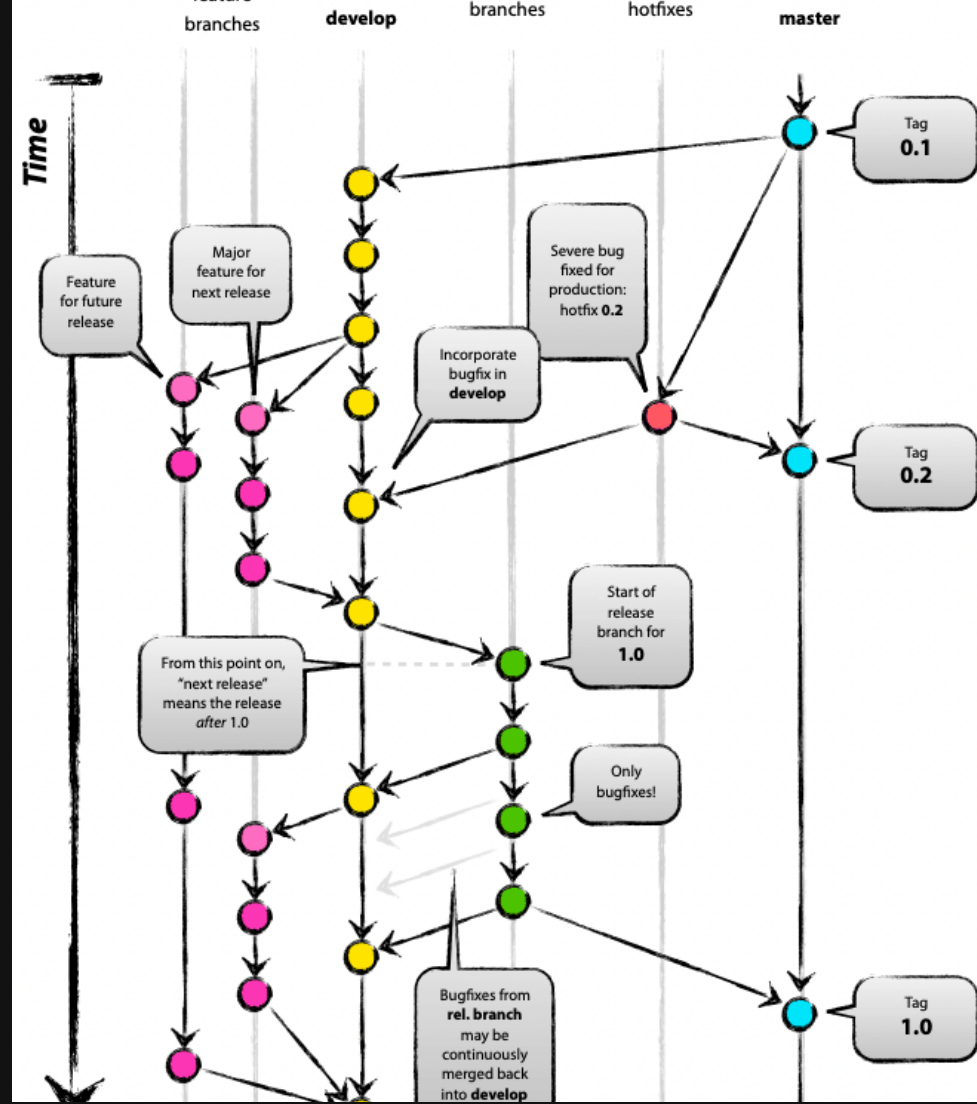 feature
branches
develop
branches
hotfixes
master
Time
Tag
0.1
Major
feature for
next release
Feature
for future
release
Severe bug
fixed for
production:
hotfix 0.2
Incorporate
bugfix in
develop
Tag
0.2
Start of
release
branch for
1.0
From this point on,
“next release”
means the release
after 1.0
Only
bugfixes!
Bugfixes from
rel. branch
may be
continuously
merged back
into develop
Tag
1.0